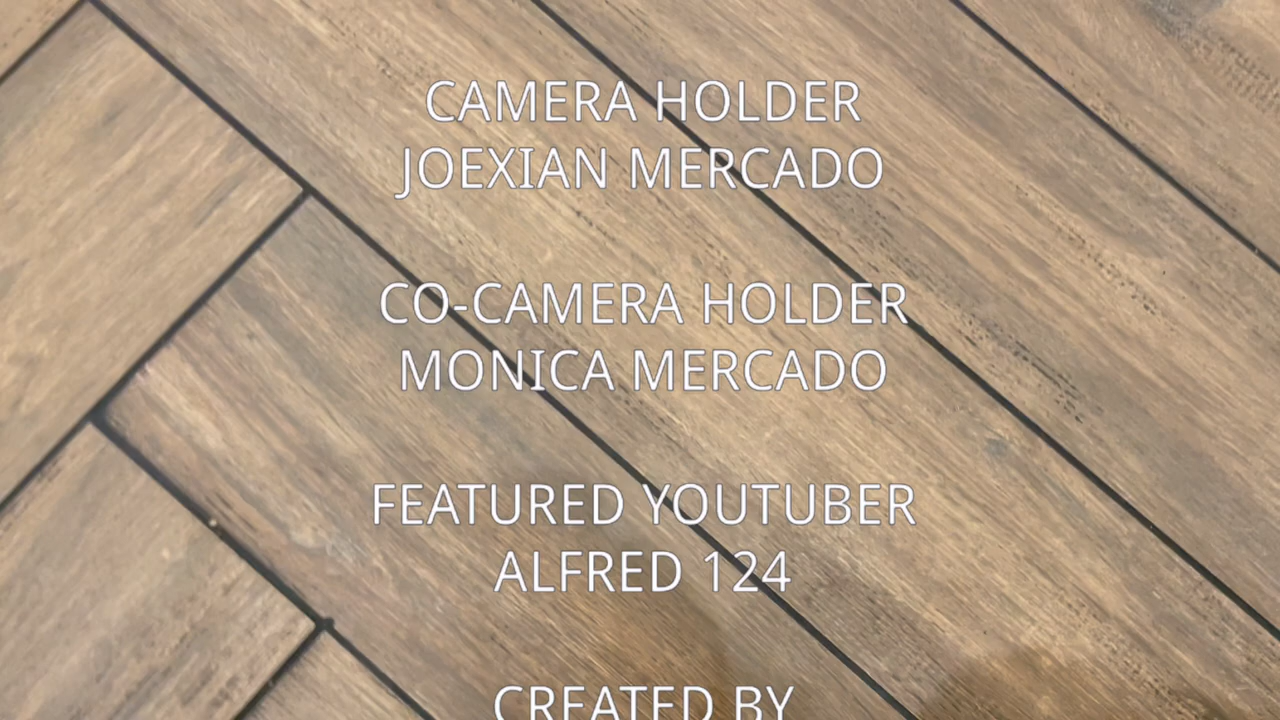 CAMERA HOLDER
JOEXIAN MERCADO
CO-CAMERA HOLDER
MONICA MERCADO
FEATURED YOUTUBER
ALFRED 124
CREATED BY